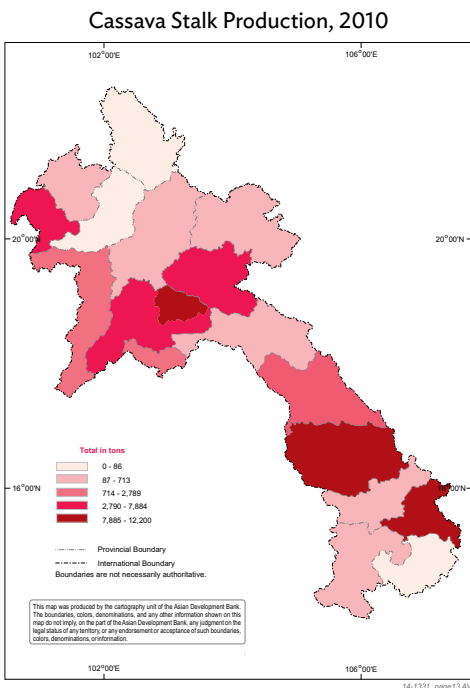 Cassava Stalk Production, 2010
102°00'E 106°00'E
20°00'N 20°00'N
Total in tons
0 - 86
87 - 713
714 - 2,789
2,790 - 7,884
7,885 - 12,200
16°00'N 16°00'N
Provincial Boundary
International Boundary
Boundaries are not necessarily authoritative.
This map was produced by the cartography unit of the Asian Development Bank.
The boundaries, colors, denominations, and any other information shown on this
map do not imply, on the part of the Asian Development Bank, any judgment on the
legal status of any territory, or any endorsement or acceptance of such boundaries,
colors, denominations, or information.
102°00'E 106°00'E
14-1331 page13 AV